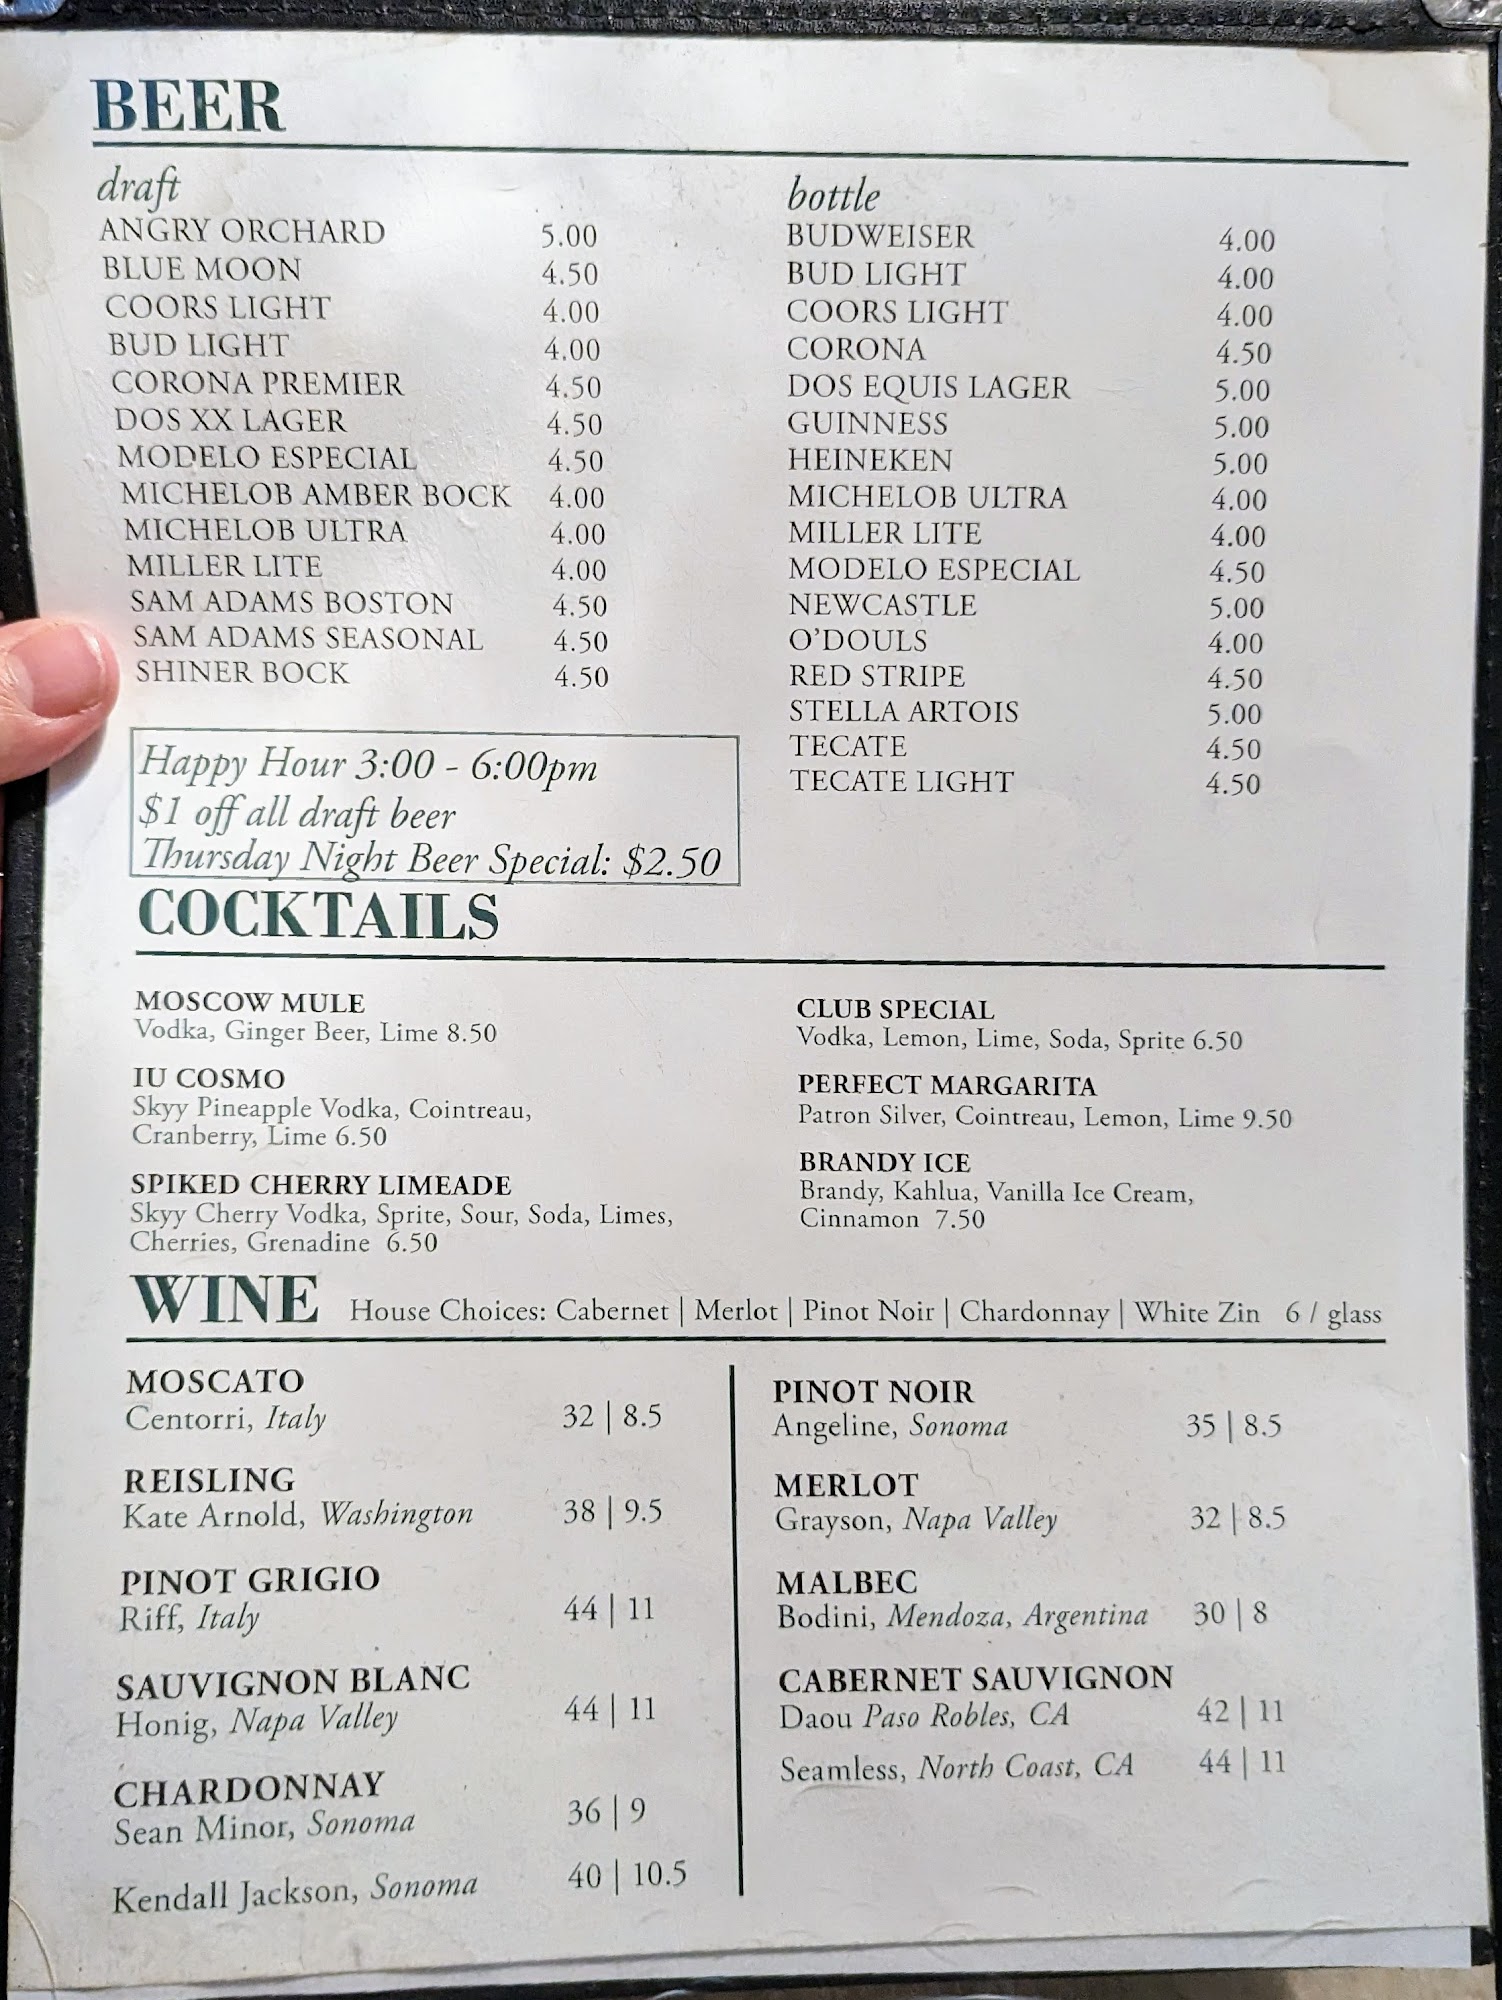 BEER
draft
ANGRY ORCHARD 5.00
BLUE MOON 4.50
COORS LIGHT 4.00
BUD LIGHT 4.00
CORONA PREMIER 4.50
DOS XX LAGER 4.50
MODELO ESPECIAL 4.50
MICHELOB AMBER BOCK 4.00
MICHELOB ULTRA 4.00
MILLER LITE 4.00
SAM ADAMS BOSTON 4.50
SAM ADAMS SEASONAL 4.50
SHINER BOCK 4.50
Happy Hour 3:00 - 6:00pm
$1 off all draft beer
Thursday Night Beer Special: $2.50
bottle
BUDWEISER 4.00
BUD LIGHT 4.00
COORS LIGHT 4.00
CORONA 4.50
DOS EQUIS LAGER 5.00
GUINNESS 5.00
HEINEKEN 5.00
MICHELOB ULTRA 4.00
MILLER LITE 4.00
MODELO ESPECIAL 4.50
NEWCASTLE 5.00
O'DOULS 4.00
RED STRIPE 4.50
STELLA ARTOIS 5.00
TECATE 4.50
TECATE LIGHT 4.50
COCKTAILS
MOSCOW MULE
Vodka, Ginger Beer, Lime 8.50
IU COSMO
Skyy Pineapple Vodka, Cointreau,
Cranberry, Lime 6.50
SPIKED CHERRY LIMEADE
Skyy Cherry Vodka, Sprite, Sour, Soda, Limes,
Cherries, Grenadine 6.50
CLUB SPECIAL
Vodka, Lemon, Lime, Soda, Sprite 6.50
PERFECT MARGARITA
Patron Silver, Cointreau, Lemon, Lime 9.50
BRANDY ICE
Brandy, Kahlua, Vanilla Ice Cream,
Cinnamon 7.50
WINE House Choices: Cabernet | Merlot | Pinot Noir | Chardonnay | White Zin 6 / glass
MOSCATO
Centorri, Italy 32 | 8.5
REISLING
Kate Arnold, Washington 38 | 9.5
PINOT GRIGIO
Riff, Italy 44 | 11
SAUVIGNON BLANC
Honig, Napa Valley 44 | 11
CHARDONNAY
Sean Minor, Sonoma 36 | 9
Kendall Jackson, Sonoma 40 | 10.5
PINOT NOIR
Angeline, Sonoma 35 | 8.5
MERLOT
Grayson, Napa Valley 32 | 8.5
MALBEC
Bodini, Mendoza, Argentina 30 | 8
CABERNET SAUVIGNON
Daou Paso Robles, CA 42 | 11
Seamless, North Coast, CA 44 | 11